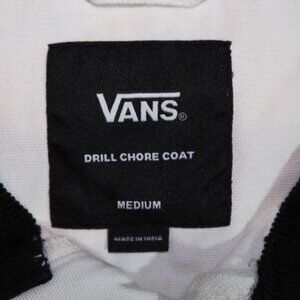 VANS®
DRILL CHORE COAT
MEDIUM
MADE IN INDIA